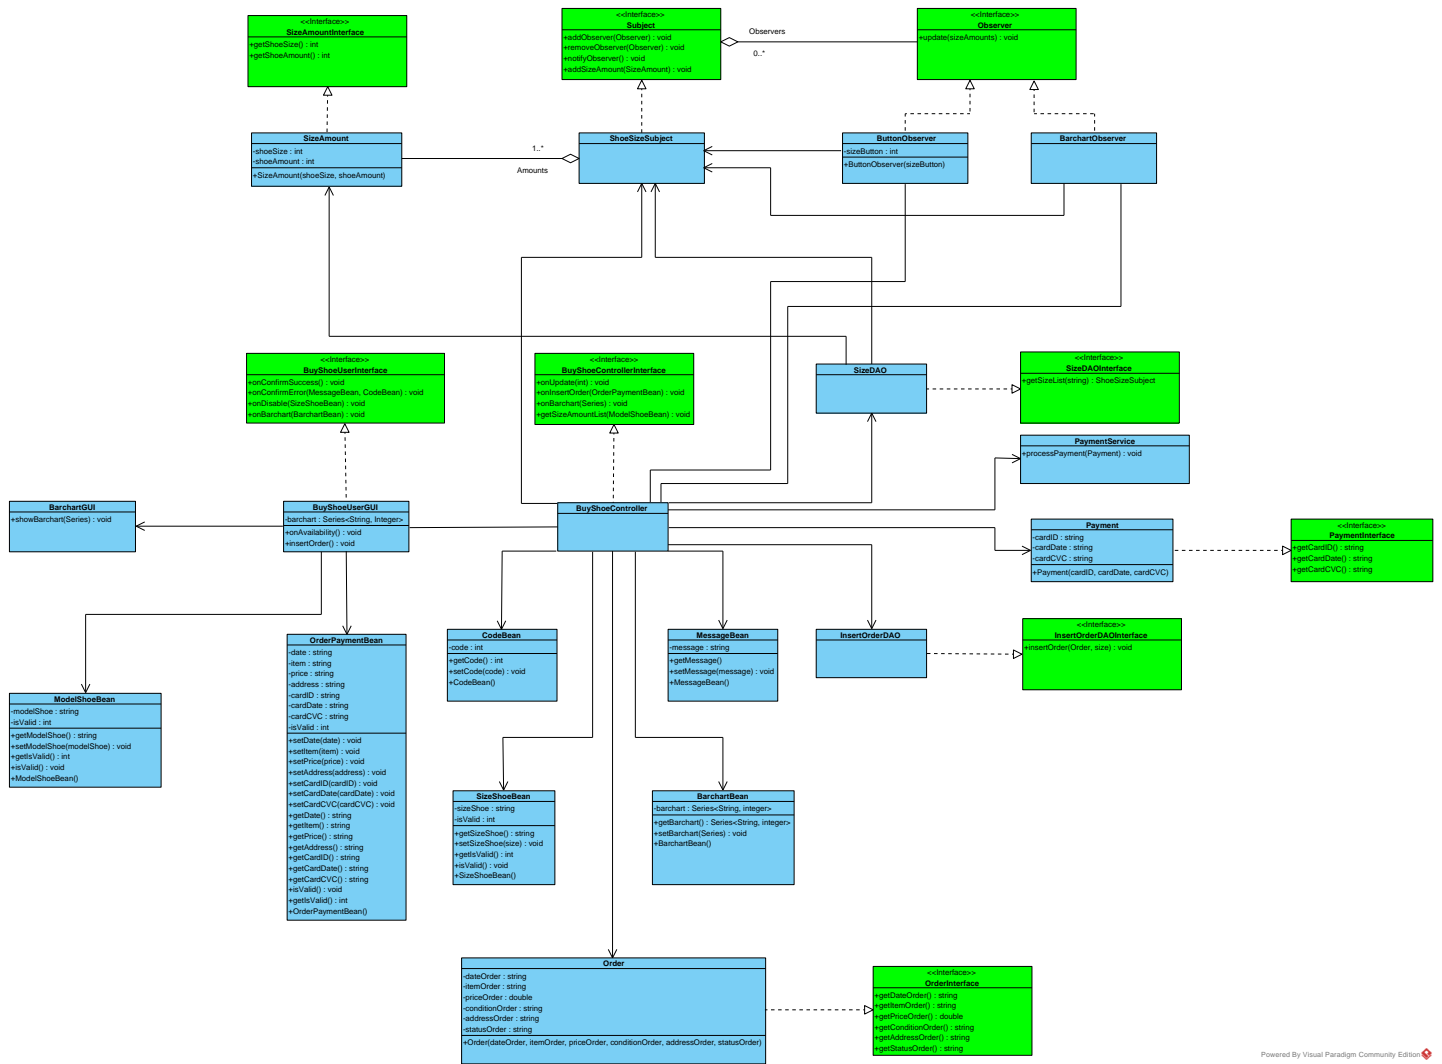 <<Interface>>
SizeAmountInterface
+getShoeSize() : int
+getShoeAmount() : int
<<Interface>>
Subject
+addObserver(Observer) : void
+removeObserver(Observer) : void
+notifyObserver() : void
+addSizeAmount(SizeAmount) : void
Observers
0..*
<<Interface>>
Observer
+update(sizeAmounts) : void
SizeAmount
-shoeSize : int
-shoeAmount : int
+SizeAmount(shoeSize, shoeAmount)
1..*
Amounts
ShoeSizeSubject
ButtonObserver
-sizeButton : int
+ButtonObserver(sizeButton)
BarchartObserver
<<Interface>>
BuyShoeUserInterface
+onConfirmSuccess() : void
+onConfirmError(MessageBean, CodeBean) : void
+onDisable(SizeShoeBean) : void
+onBarchart(BarchartBean) : void
<<Interface>>
BuyShoeControllerInterface
+onUpdate(int) : void
+onInsertOrder(OrderPaymentBean) : void
+onBarchart(Series) : void
+getSizeAmountList(ModelShoeBean) : void
SizeDAO
<<Interface>>
SizeDAOInterface
+getSizeList(string) : ShoeSizeSubject
PaymentService
+processPayment(Payment) : void
BarchartGUI
+showBarchart(Series) : void
BuyShoeUserGUI
-barchart : Series<String, Integer>
+onAvailability() : void
+insertOrder() : void
BuyShoeController
Payment
-cardID : string
-cardDate : string
-cardCVC : string
+Payment(cardID, cardDate, cardCVC)
<<Interface>>
PaymentInterface
+getCardID() : string
+getCardDate() : string
+getCardCVC() : string
OrderPaymentBean
-date : string
-item : string
-price : string
-address : string
-cardID : string
-cardDate : string
-cardCVC : string
-isValid : int
+setDate(date) : void
+setItem(item) : void
+setPrice(price) : void
+setAddress(address) : void
+setCardID(cardID) : void
+setCardDate(cardDate) : void
+setCardCVC(cardCVC) : void
+getDate() : string
+getItem() : string
+getPrice() : string
+getAddress() : string
+getCardID() : string
+getCardDate() : string
+getCardCVC() : string
+isValid() : void
+getIsValid() : int
+OrderPaymentBean()
CodeBean
-code : int
+getCode() : int
+setCode(code) : void
+CodeBean()
MessageBean
-message : string
+getMessage()
+setMessage(message) : void
+MessageBean()
InsertOrderDAO
<<Interface>>
InsertOrderDAOInterface
+insertOrder(Order, size) : void
ModelShoeBean
-modelShoe : string
-isValid : int
+getModelShoe() : string
+setModelShoe(modelShoe) : void
+getIsValid() : int
+isValid() : void
+ModelShoeBean()
SizeShoeBean
-sizeShoe : string
-isValid : int
+getSizeShoe() : string
+setSizeShoe(size) : void
+getIsValid() : int
+isValid() : void
+SizeShoeBean()
BarchartBean
-barchart : Series<String, integer>
+getBarchart() : Series<String, integer>
+setBarchart(Series) : void
+BarchartBean()
Order
-dateOrder : string
-itemOrder : string
-priceOrder : double
-conditionOrder : string
-addressOrder : string
-statusOrder : string
+Order(dateOrder, itemOrder, priceOrder, conditionOrder, addressOrder, statusOrder)
<<Interface>>
OrderInterface
+getDateOrder() : string
+getItemOrder() : string
+getPriceOrder() : double
+getConditionOrder() : string
+getAddressOrder() : string
+getStatusOrder() : string
Powered By Visual Paradigm Community Edition